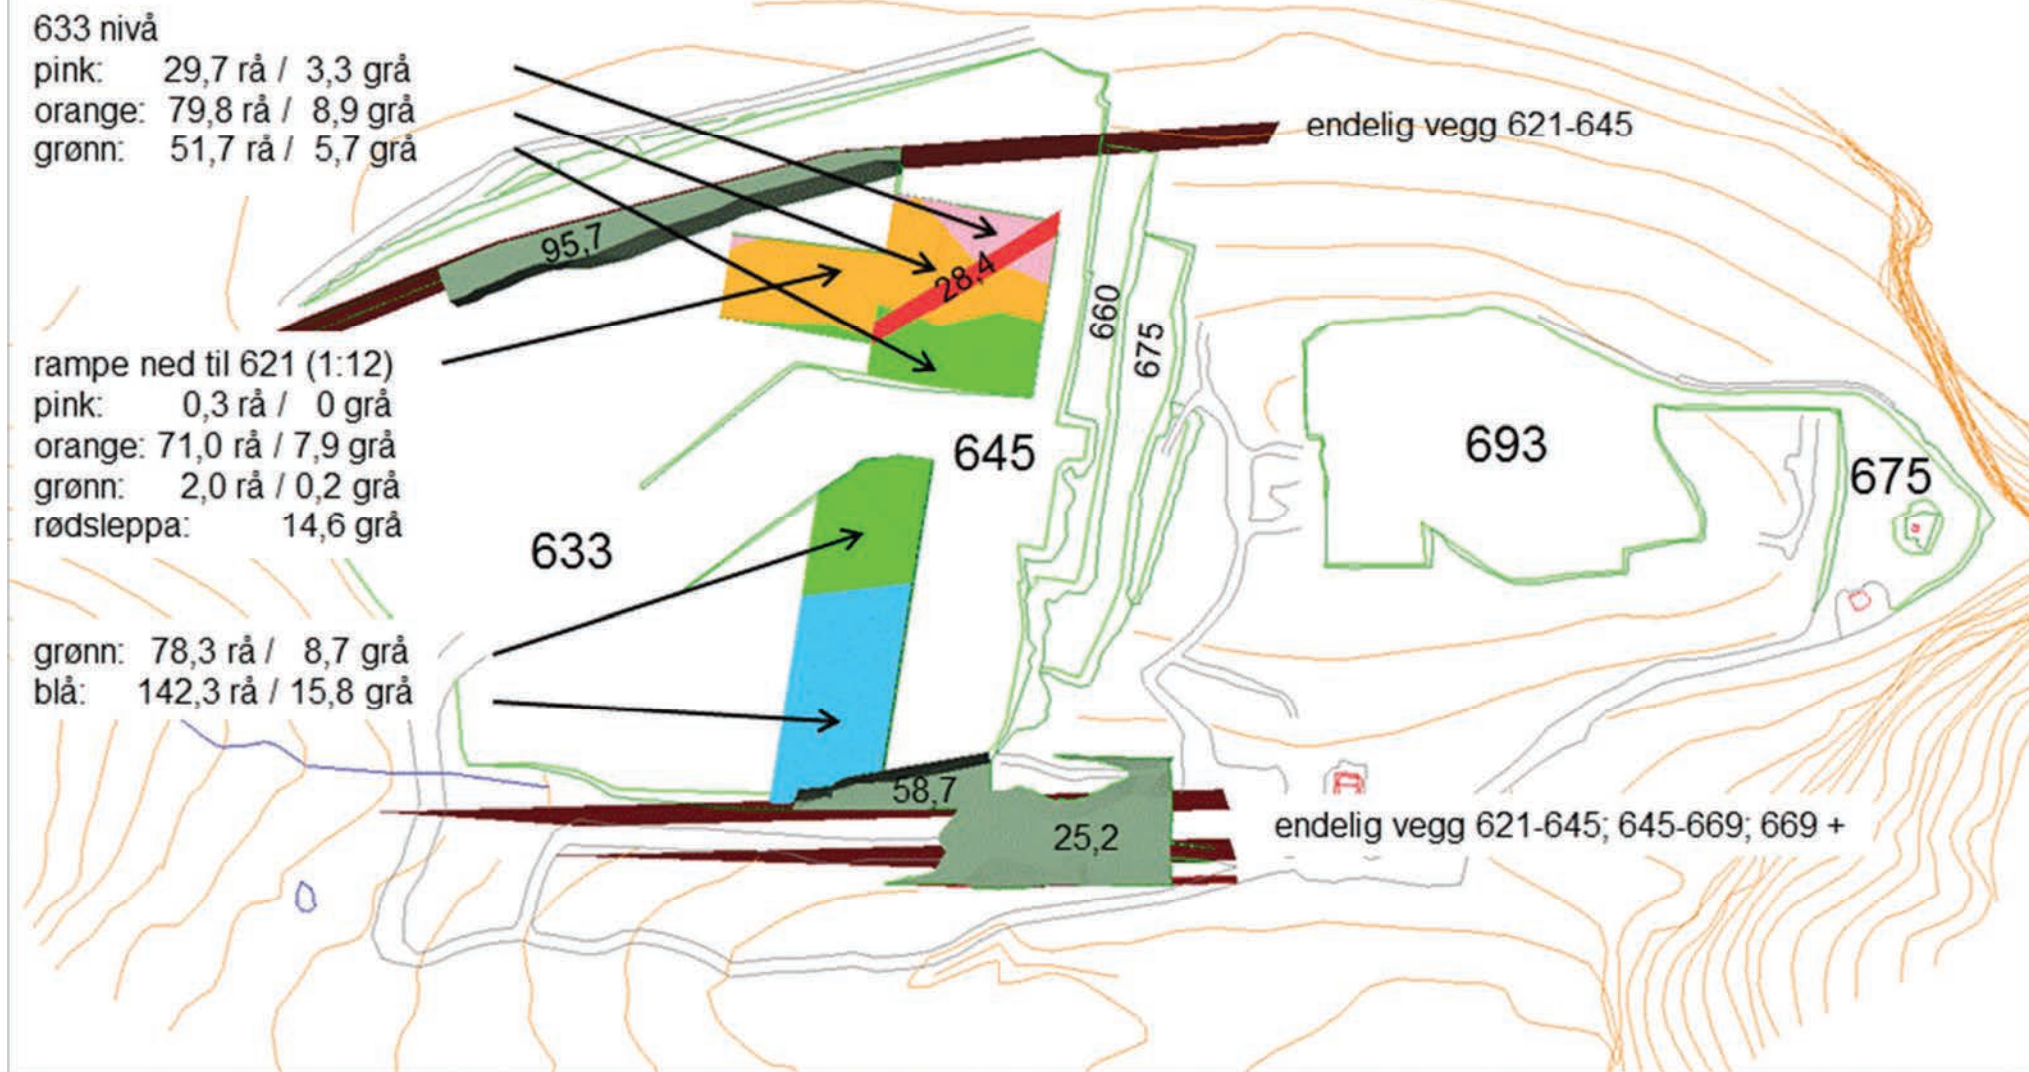 633 nivå
pink: 29,7 rå / 3,3 grå
orange: 79,8 rå / 8,9 grå
grønn: 51,7 rå / 5,7 grå
endelig vegg 621-645
95,7
28,4
660
675
rampe ned til 621 (1:12)
pink: 0,3 rå / 0 grå
orange: 71,0 rå / 7,9 grå
grønn: 2,0 rå / 0,2 grå
rødsleppa: 14,6 grå
645
693
675
633
grønn: 78,3 rå / 8,7 grå
blå: 142,3 rå / 15,8 grå
58,7
25,2
endelig vegg 621-645; 645-669; 669 +